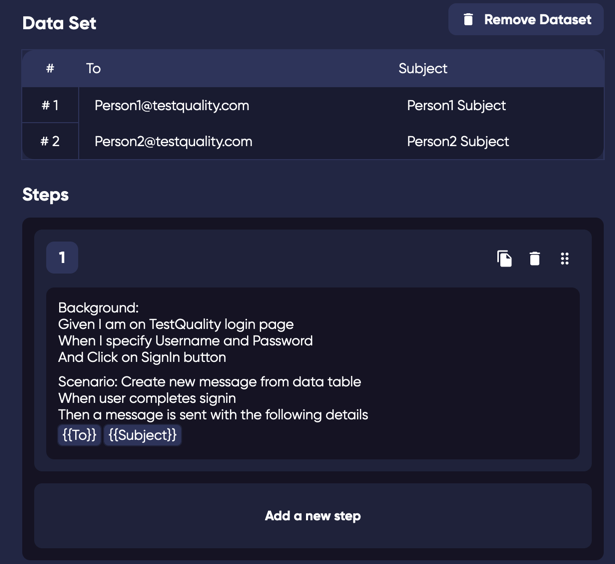 Data Set
Remove Dataset
# To Subject
# 1 Person1@testquality.com Person1 Subject
# 2 Person2@testquality.com Person2 Subject
Steps
1
Background:
Given I am on TestQuality login page
When I specify Username and Password
And Click on SignIn button
Scenario: Create new message from data table
When user completes signin
Then a message is sent with the following details
{{To}} {{Subject}}
Add a new step